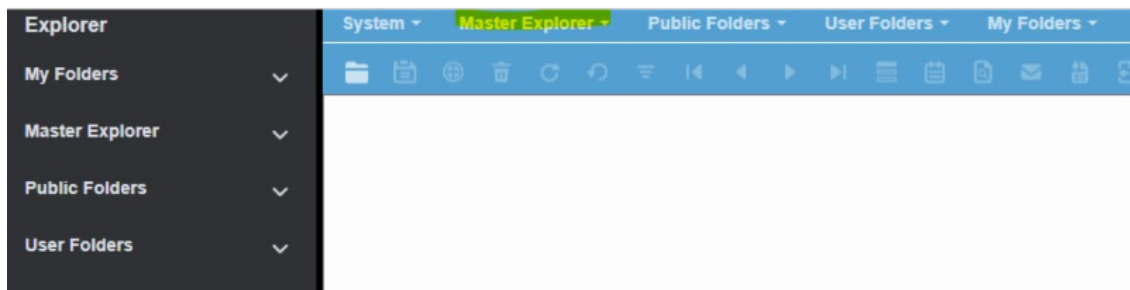 Explorer
My Folders
Master Explorer
Public Folders
User Folders
System Master Explorer Public Folders User Folders My Folders